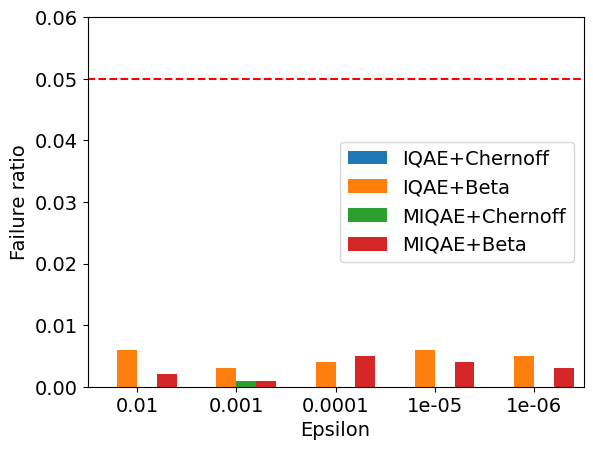 0.06
0.05
0.04
0.03
0.02
0.01
0.00
Failure ratio
IQAE+Chernoff
IQAE+Beta
MIQAE+Chernoff
MIQAE+Beta
0.01 0.001 0.0001 1e-05 1e-06
Epsilon